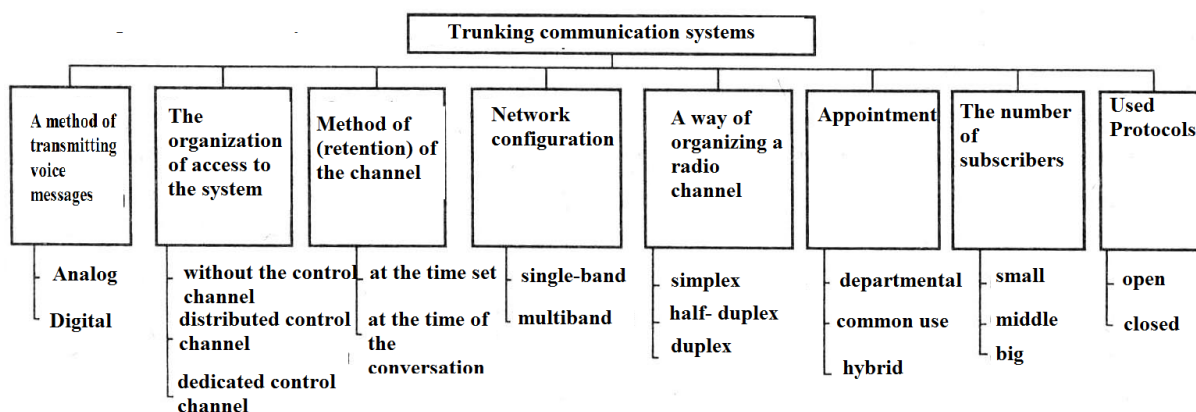 Trunking communication systems
A method of
transmitting
voice
messages
The
organization
of access to
the system
Method of
(retention) of
the channel
Network
configuration
A way of
organizing a
radio
channel
Appointment
The number
of
subscribers
Used
Protocols
Analog
Digital
without the control
channel
distributed control
channel
dedicated control
channel
at the time set
at the time of
the
conversation
single-band
multiband
simplex
half- duplex
duplex
departmental
common use
hybrid
small
middle
big
open
closed